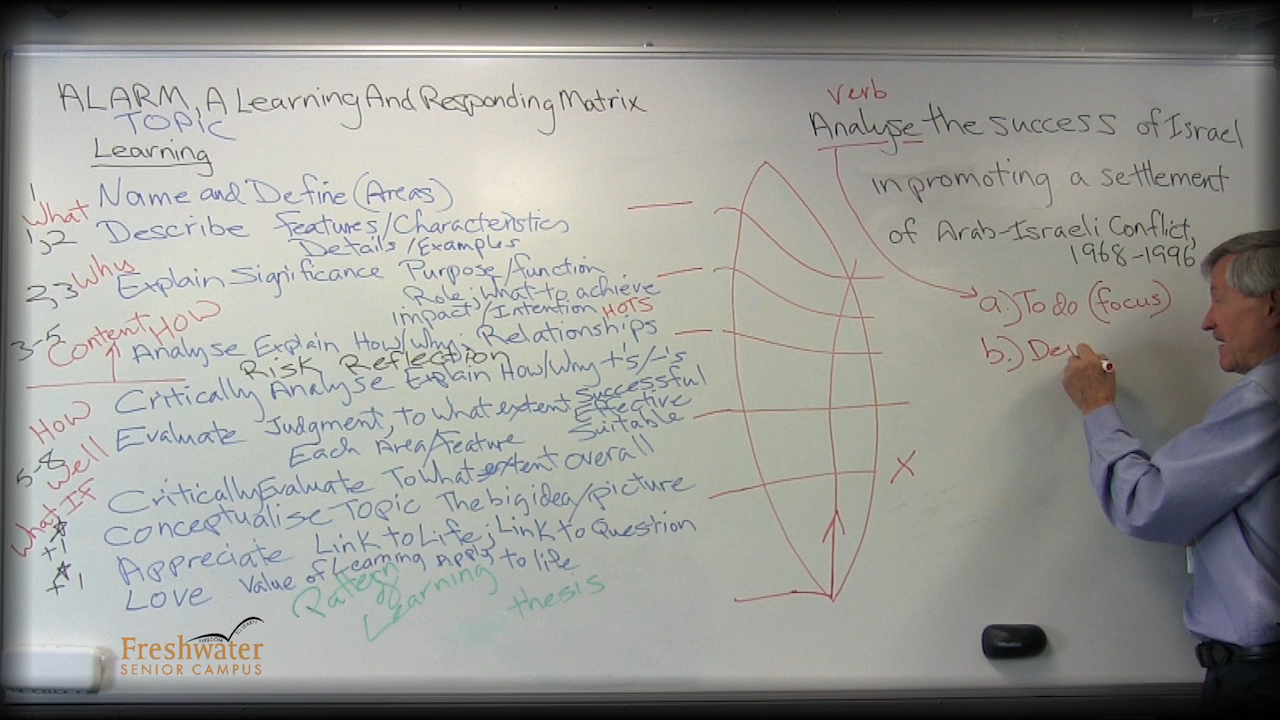 ALARM, A Learning And Responding Matrix
TOPIC
Learning
1 Name and Define (Areas)
What
1,2 Describe Features/Characteristics
Details/Examples
Why
2,3 Explain Significance Purpose/function
Role; What to achieve
impact/Intention HOTS
3-5 Content HOW
Analyse Explain How/Why; Relationships
Risk Reflection
Critically Analyse Explain How/Why +'s/-'s
How
Well
5-8 Evaluate Judgment, to what extent successful
Effective
Suitable
Each Area/Feature
Critically Evaluate To What extent overall
What IF
Conceptualise Topic The big idea/picture
+1 Appreciate Link to Life; Link to Question
+1 Love Value of Learning Apply to life
Pattern of
Learning
thesis
verb
Analyse the success of Israel
in promoting a settlement
of Arab-Israeli Conflict,
1968-1996
a.) To do (focus)
b.) Dev
X
Freshwater
SENIOR CAMPUS